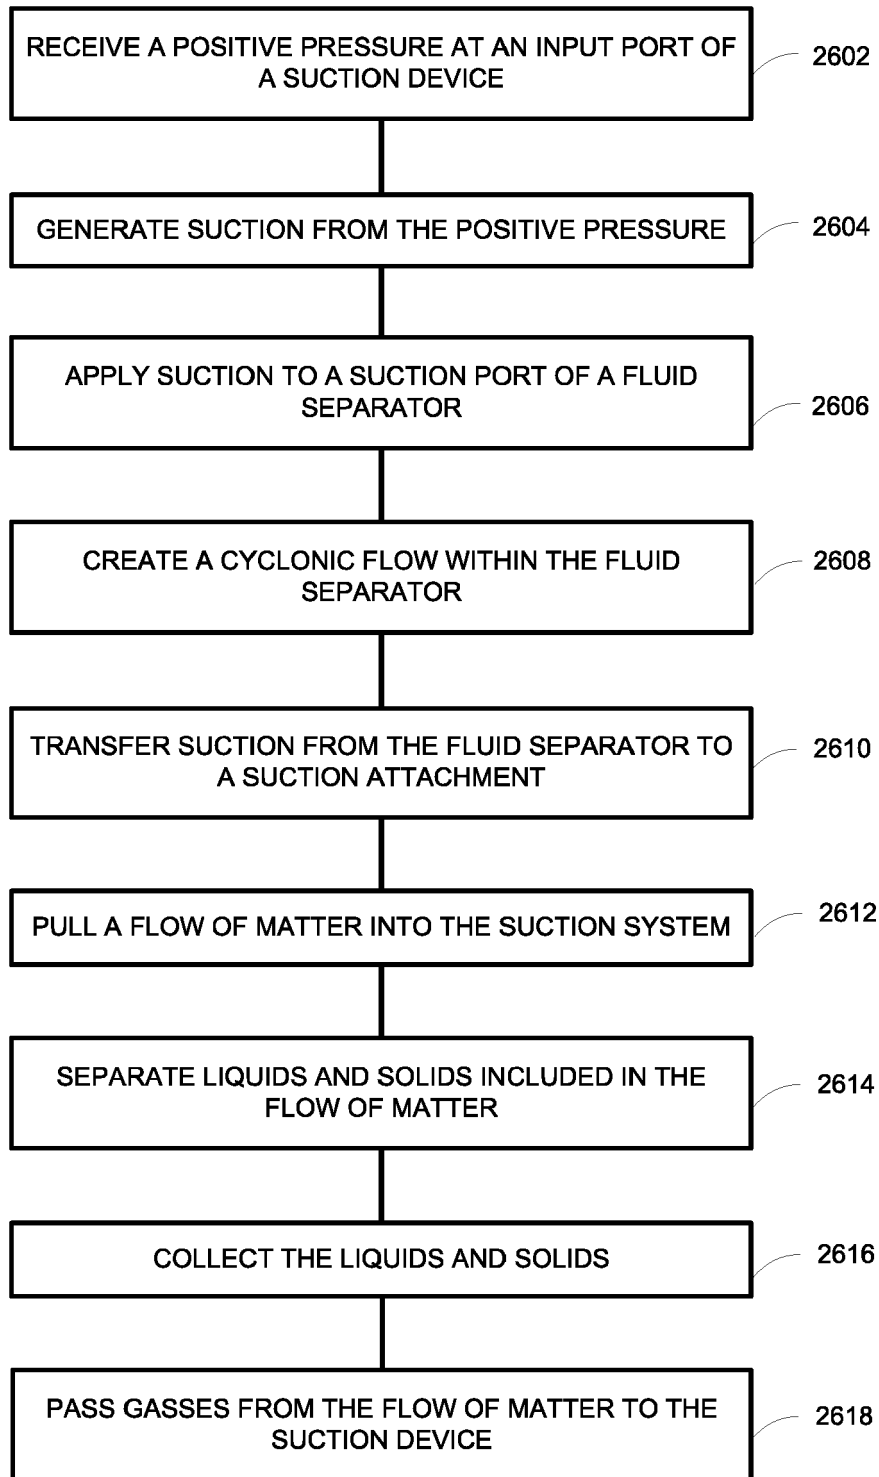 RECEIVE A POSITIVE PRESSURE AT AN INPUT PORT OF
A SUCTION DEVICE
2602
GENERATE SUCTION FROM THE POSITIVE PRESSURE
2604
APPLY SUCTION TO A SUCTION PORT OF A FLUID
SEPARATOR
2606
CREATE A CYCLONIC FLOW WITHIN THE FLUID
SEPARATOR
2608
TRANSFER SUCTION FROM THE FLUID SEPARATOR TO
A SUCTION ATTACHMENT
2610
PULL A FLOW OF MATTER INTO THE SUCTION SYSTEM
2612
SEPARATE LIQUIDS AND SOLIDS INCLUDED IN THE
FLOW OF MATTER
2614
COLLECT THE LIQUIDS AND SOLIDS
2616
PASS GASSES FROM THE FLOW OF MATTER TO THE
SUCTION DEVICE
2618